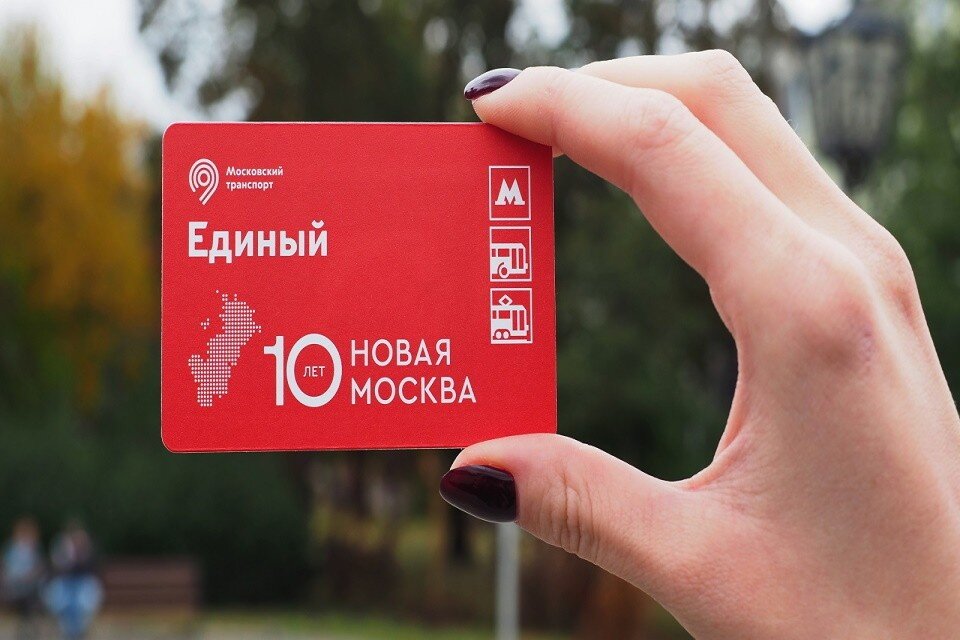 Московский
транспорт
Единый
М
10 ЛЕТ
НОВАЯ
МОСКВА